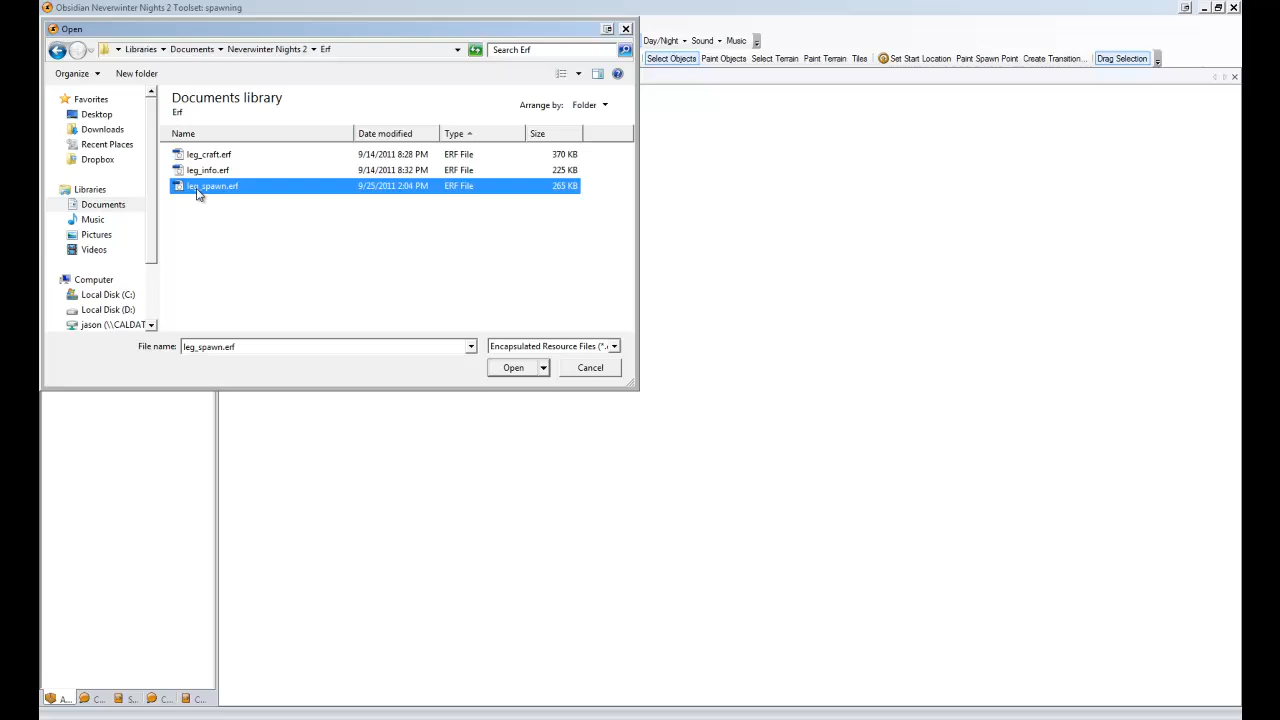 Obsidian Neverwinter Nights 2 Toolset: spawning
Open
Libraries Documents Neverwinter Nights 2 Erf Search Erf
Day/Night Sound Music
Select Objects Paint Objects Select Terrain Paint Terrain Tiles Set Start Location Paint Spawn Point Create Transition... Drag Selection
Organize New folder
Favorites
Desktop
Downloads
Recent Places
Dropbox
Libraries
Documents
Music
Pictures
Videos
Computer
Local Disk (C:)
Local Disk (D:)
jason (\\CALDAT
Documents library
Erf
Arrange by: Folder
Name Date modified Type Size
leg_craft.erf 9/14/2011 8:28 PM ERF File 370 KB
leg_info.erf 9/14/2011 8:32 PM ERF File 225 KB
leg_spawn.erf 9/25/2011 2:04 PM ERF File 265 KB
File name: leg_spawn.erf Encapsulated Resource Files (*.
Open Cancel
A... C... S... C... C...